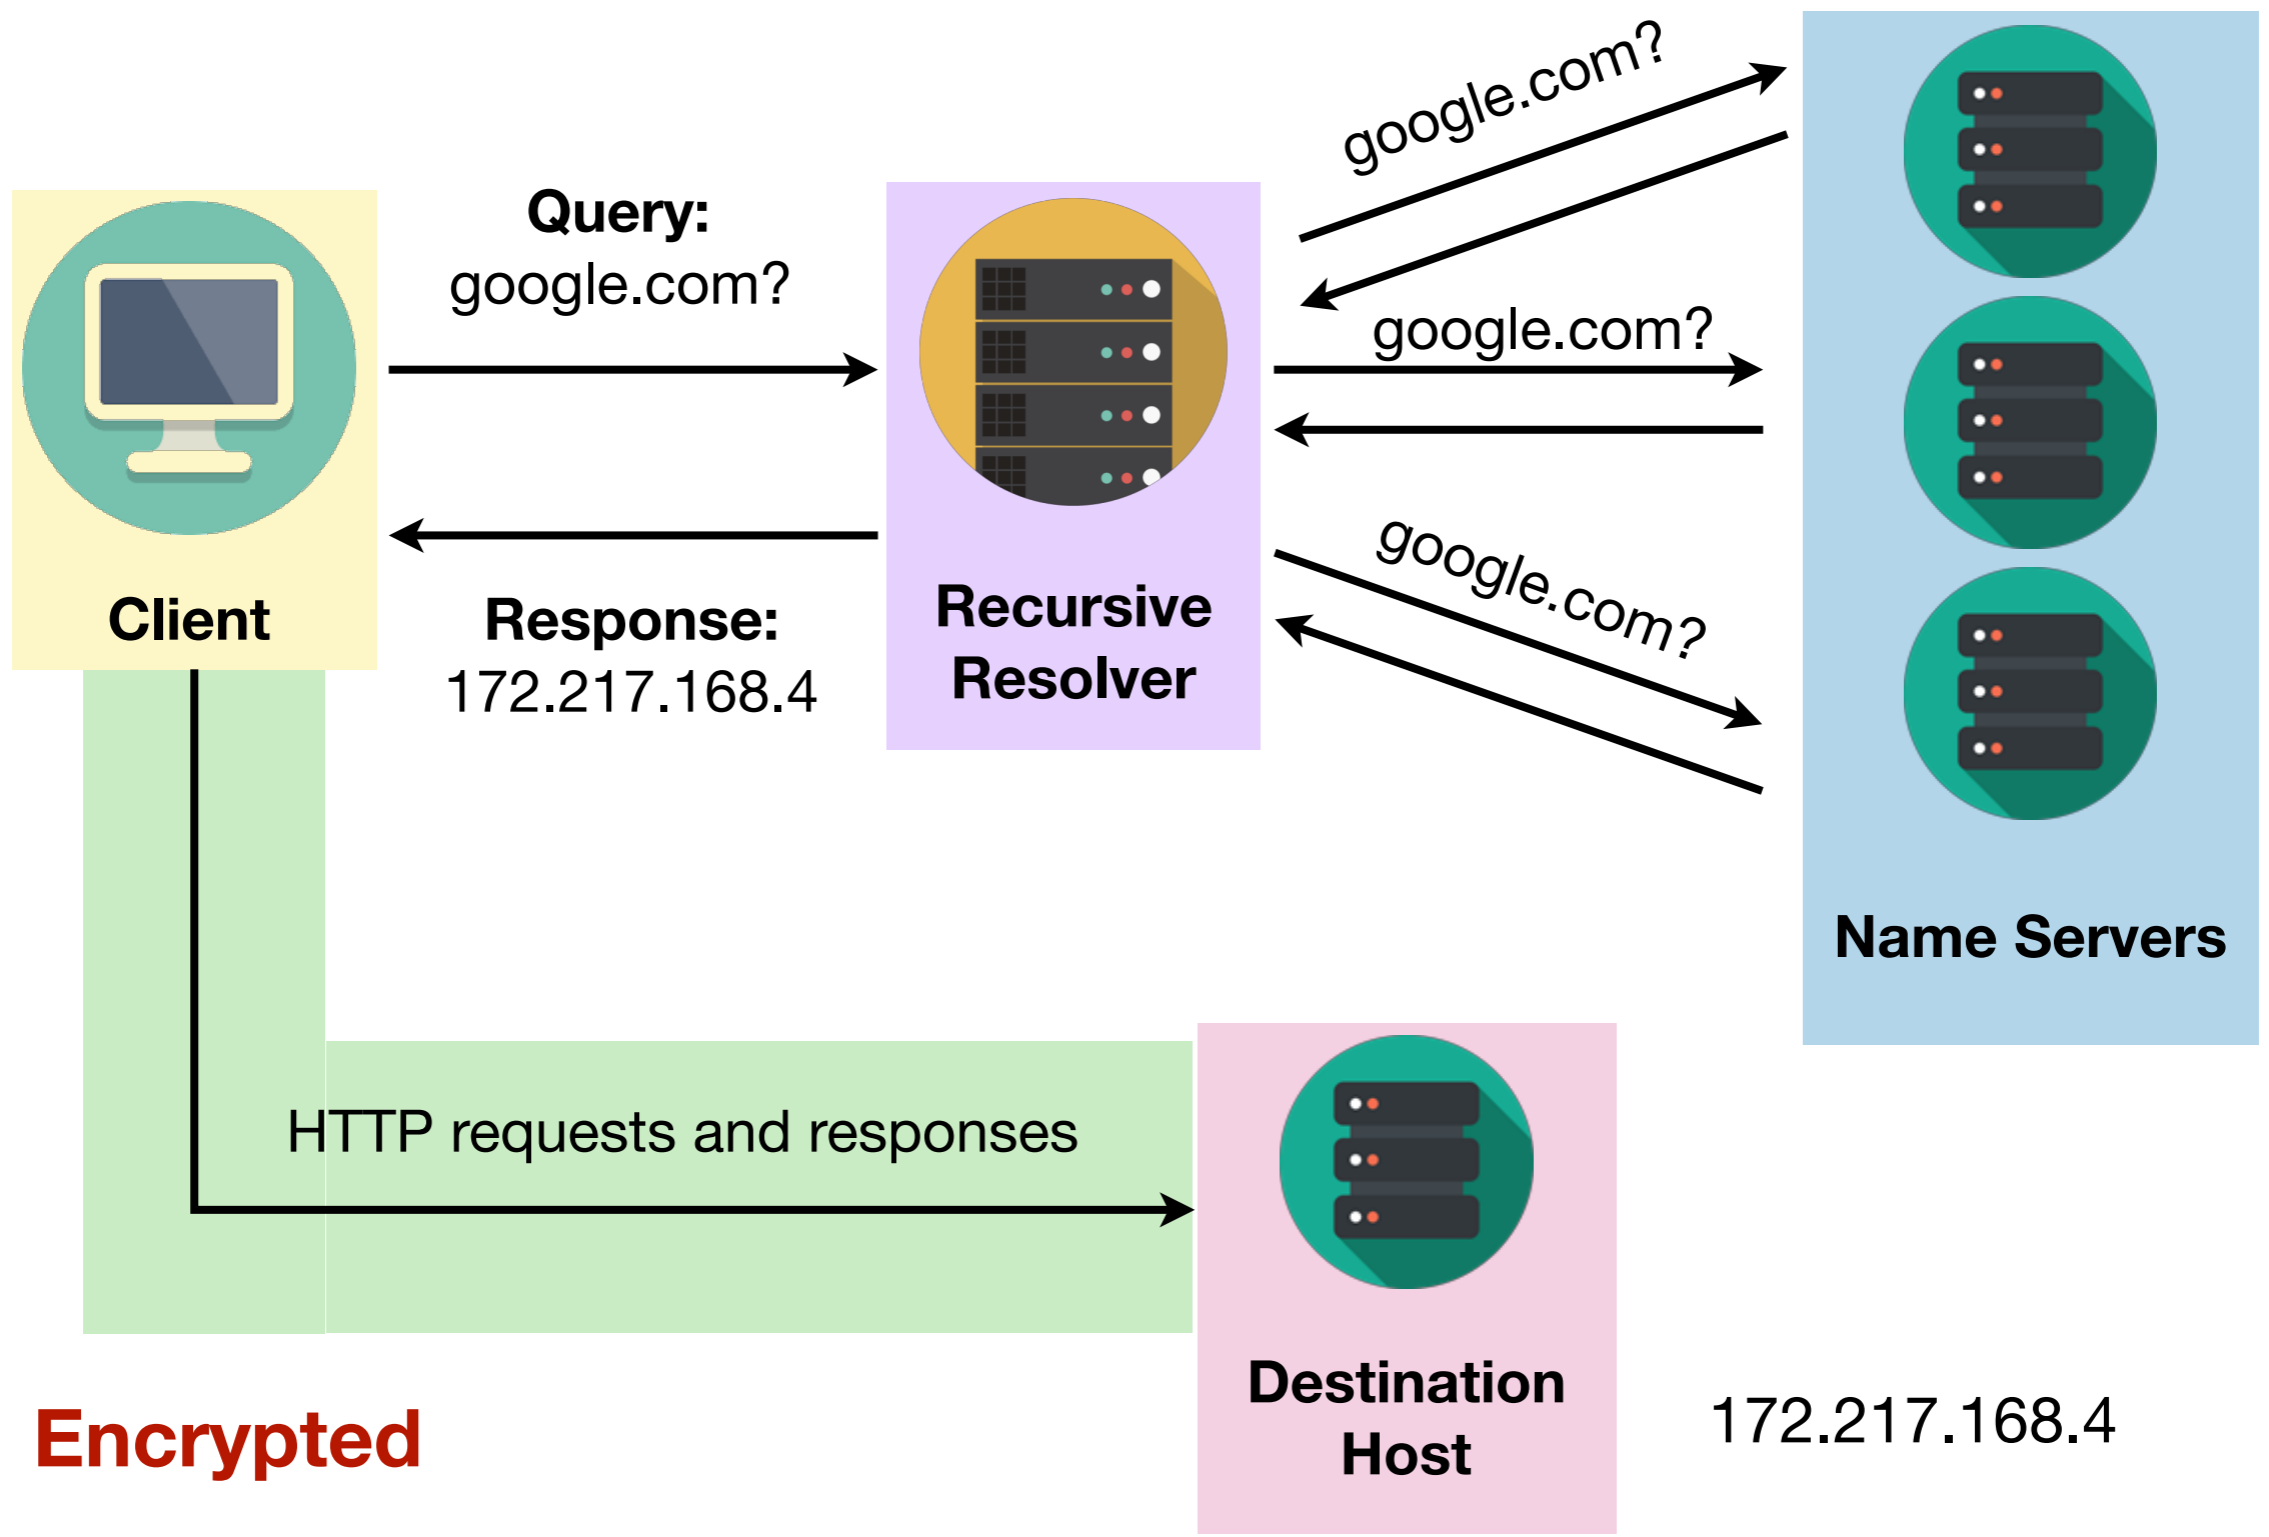 google.com?
Query:
google.com?
google.com?
google.com?
Client
Response:
172.217.168.4
Recursive
Resolver
Name Servers
HTTP requests and responses
Destination
Host
172.217.168.4
Encrypted